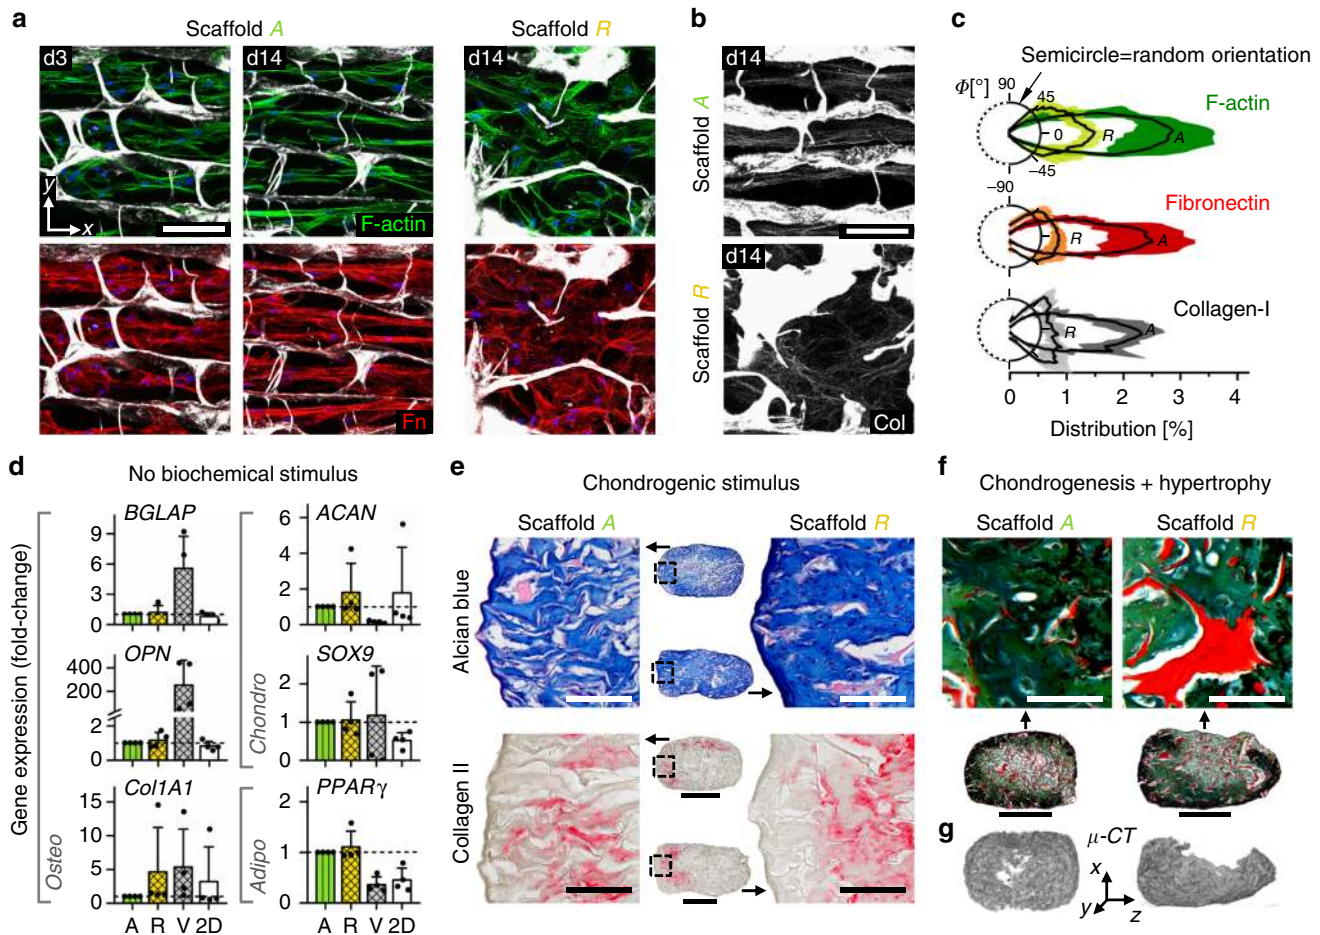 a
Scaffold A
Scaffold R
d3
d14
d14
y
x
F-actin
Fn
b
d14
Scaffold A
d14
Scaffold R
Col
c
Semicircle=random orientation
Φ[°]
90
45
0
–45
–90
F-actin
R
A
Fibronectin
R
A
Collagen-I
R
A
0 1 2 3 4
Distribution [%]
d
No biochemical stimulus
Gene expression (fold-change)
Osteo
BGLAP
9
6
3
0
OPN
400
200
2
0
Col1A1
15
10
5
0
A R V 2D
Chondro
ACAN
6
4
2
0
SOX9
2
1
0
Adipo
PPARγ
2
1
0
A R V 2D
e
Chondrogenic stimulus
Scaffold A
Scaffold R
Alcian blue
Collagen II
f
Chondrogenesis + hypertrophy
Scaffold A
Scaffold R
g
μ-CT
x
y
z